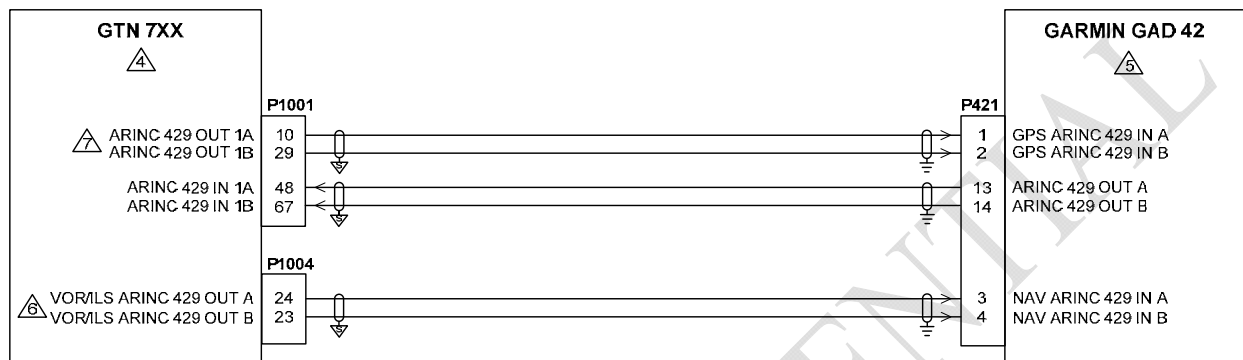 GTN 7XX
4
GARMIN GAD 42
5
P1001
P421
7 ARINC 429 OUT 1A 10
1 GPS ARINC 429 IN A
ARINC 429 OUT 1B 29
2 GPS ARINC 429 IN B
ARINC 429 IN 1A 48
13 ARINC 429 OUT A
ARINC 429 IN 1B 67
14 ARINC 429 OUT B
S
S
P1004
6 VOR/ILS ARINC 429 OUT A 24
3 NAV ARINC 429 IN A
VOR/ILS ARINC 429 OUT B 23
4 NAV ARINC 429 IN B
S
ENTIAL